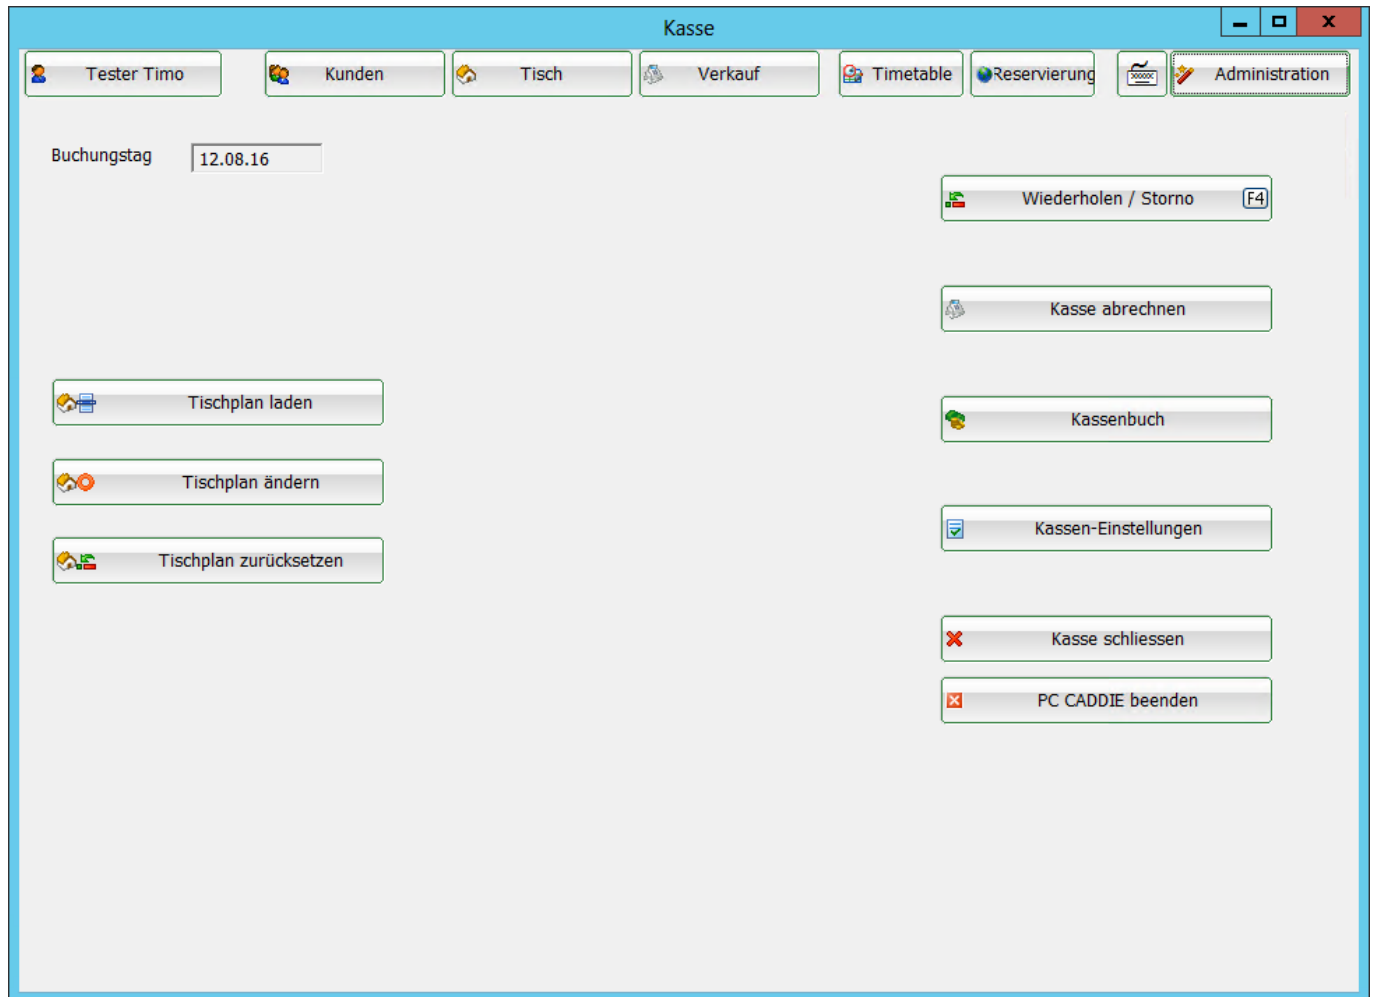 Kasse
Tester Timo
Kunden
Tisch
Verkauf
Timetable
Reservierung
Administration
Buchungstag 12.08.16
Wiederholen / Storno F4
Kasse abrechnen
Tischplan laden
Kassenbuch
Tischplan ändern
Kassen-Einstellungen
Tischplan zurücksetzen
Kasse schliessen
PC CADDIE beenden